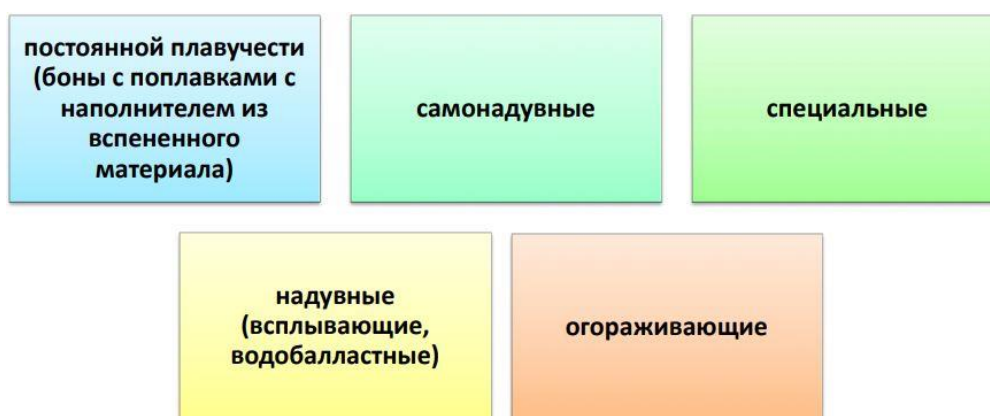 постоянной плавучести
(боны с поплавками с
наполнителем из
вспененного
материала)
самонадувные
специальные
надувные
(всплывающие,
водобалластные)
огораживающие